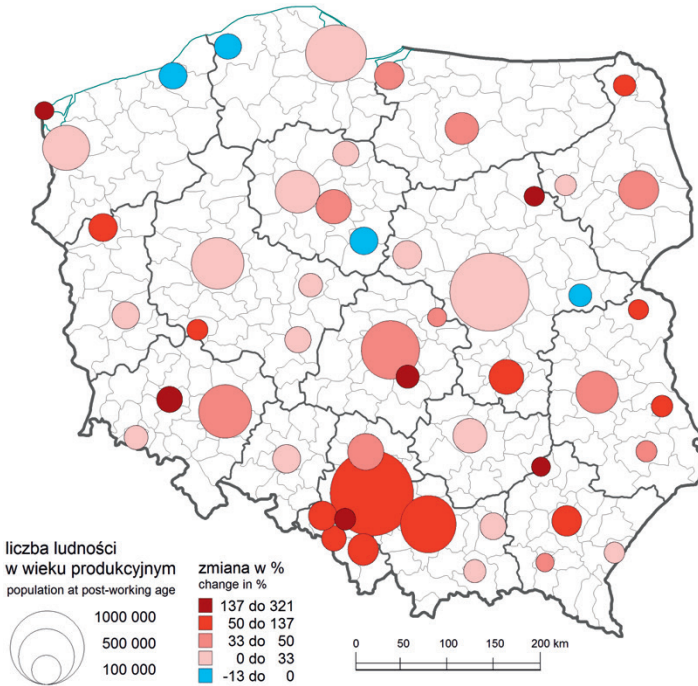 liczba ludności
w wieku produkcyjnym
population at post-working age
1000 000
500 000
100 000
zmiana w %
change in %
137 do 321
50 do 137
33 do 50
0 do 33
-13 do 0
0 50 100 150 200 km